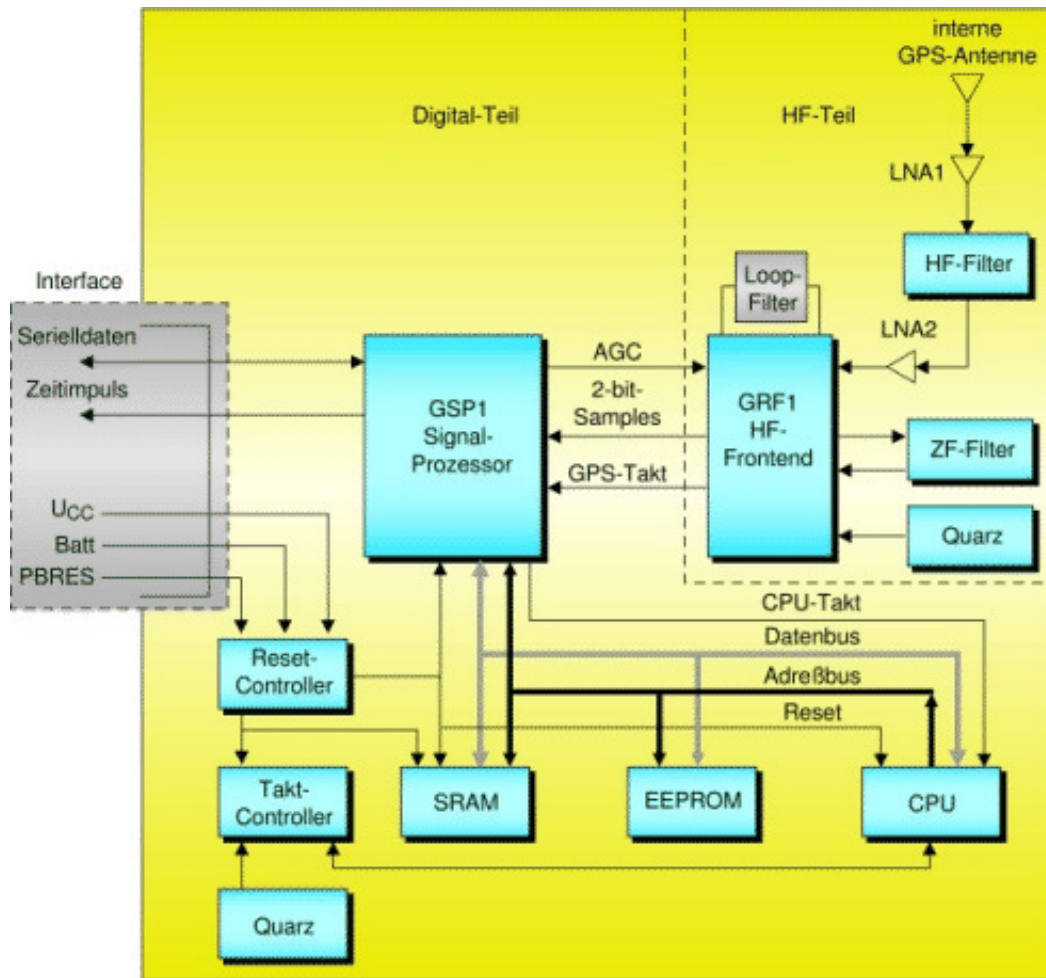 interne
GPS-Antenne
Digital-Teil
HF-Teil
LNA1
HF-Filter
Interface
Loop-
Filter
Serielldaten
LNA2
AGC
Zeitimpuls
2-bit-
Samples
GSP1
Signal-
Prozessor
GRF1
HF-
Frontend
ZF-Filter
GPS-Takt
UCC
Quarz
Batt
PBRES
CPU-Takt
Datenbus
Reset-
Controller
Adreßbus
Reset
Takt-
Controller
SRAM
EEPROM
CPU
Quarz